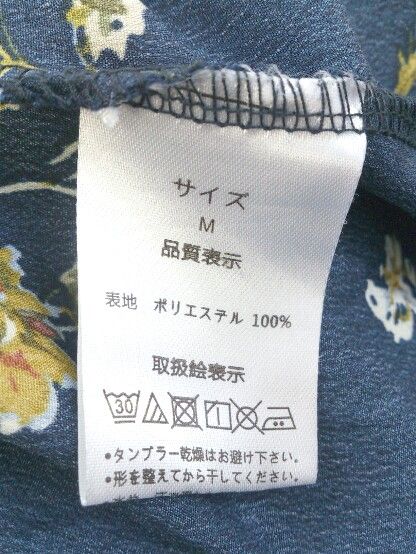 サイズ
M
品質表示
表地 ポリエステル 100%
取扱絵表示
30
•タンブラー乾燥はお避け下さい。
•形を整えてから干してください。